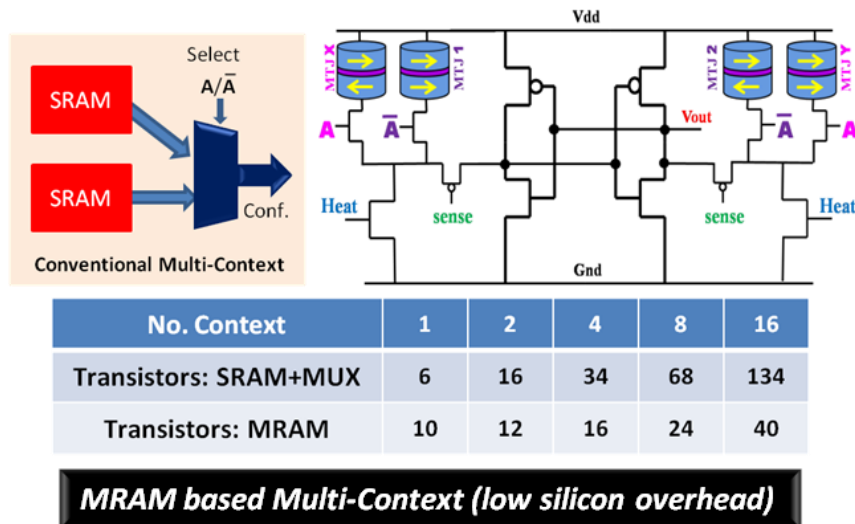 Select
A/Ā
SRAM
SRAM
Conf.
Conventional Multi-Context
Vdd
MTJ X
MTJ 1
MTJ 2
MTJ Y
A
Ā
Vout
Ā
A
Heat
sense
sense
Heat
Gnd
No. Context 1 2 4 8 16
Transistors: SRAM+MUX 6 16 34 68 134
Transistors: MRAM 10 12 16 24 40
MRAM based Multi-Context (low silicon overhead)